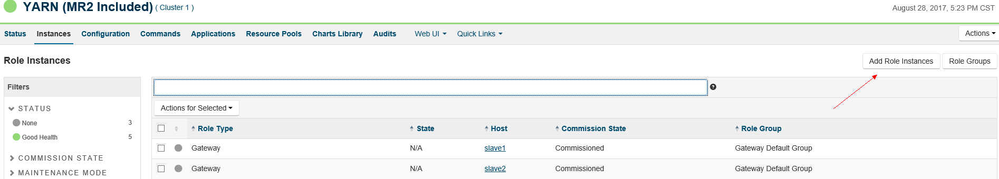 YARN (MR2 Included) ( Cluster 1 )
August 28, 2017, 5:23 PM CST
Status Instances Configuration Commands Applications Resource Pools Charts Library Audits Web UI Quick Links Actions
Role Instances
Add Role Instances Role Groups
Filters
?
STATUS
Actions for Selected
None 3
Role Type State Host Commission State Role Group
Good Health 5
Gateway N/A slave1 Commissioned Gateway Default Group
COMMISSION STATE
Gateway N/A slave2 Commissioned Gateway Default Group
MAINTENANCE MODE